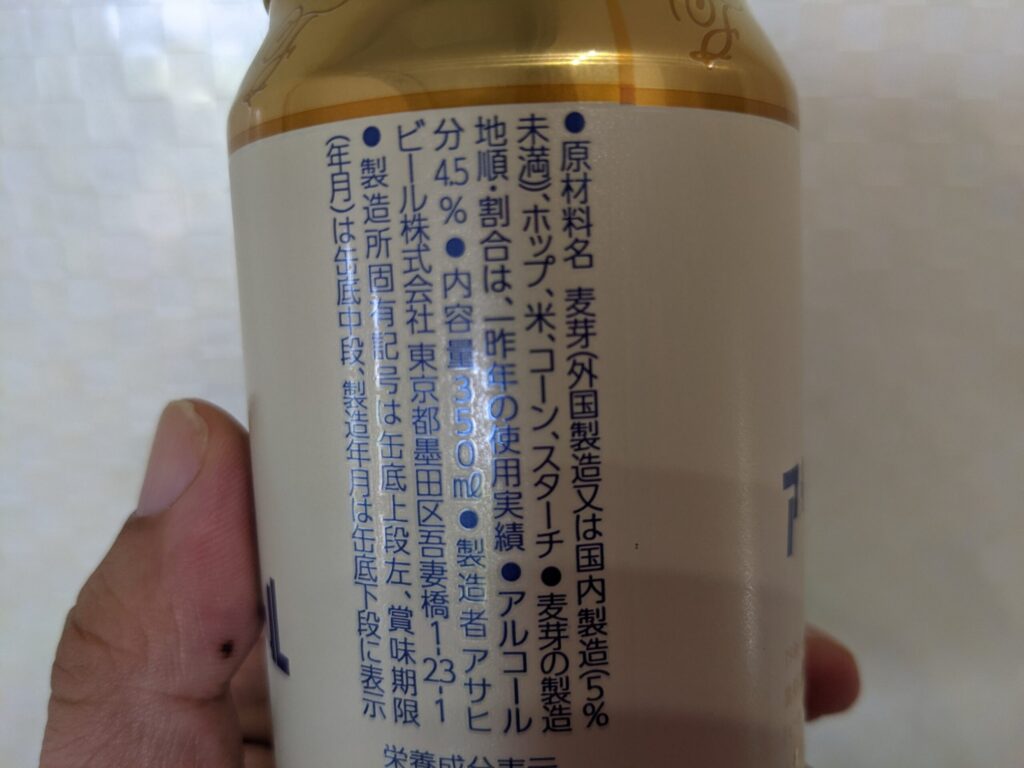 ●原材料名 麦芽(外国製造又は国内製造(5%
未満)、ホップ、米、コーン、スターチ●麦芽の製造
地順・割合は、一昨年の使用実績●アルコール
分4.5%●内容量350ml●製造者 アサヒ
ビール株式会社 東京都墨田区吾妻橋1-23-1
●製造所固有記号は缶底上段左、賞味期限
(年月)は缶底中段、製造年月は缶底下段に表示
栄養成分表示